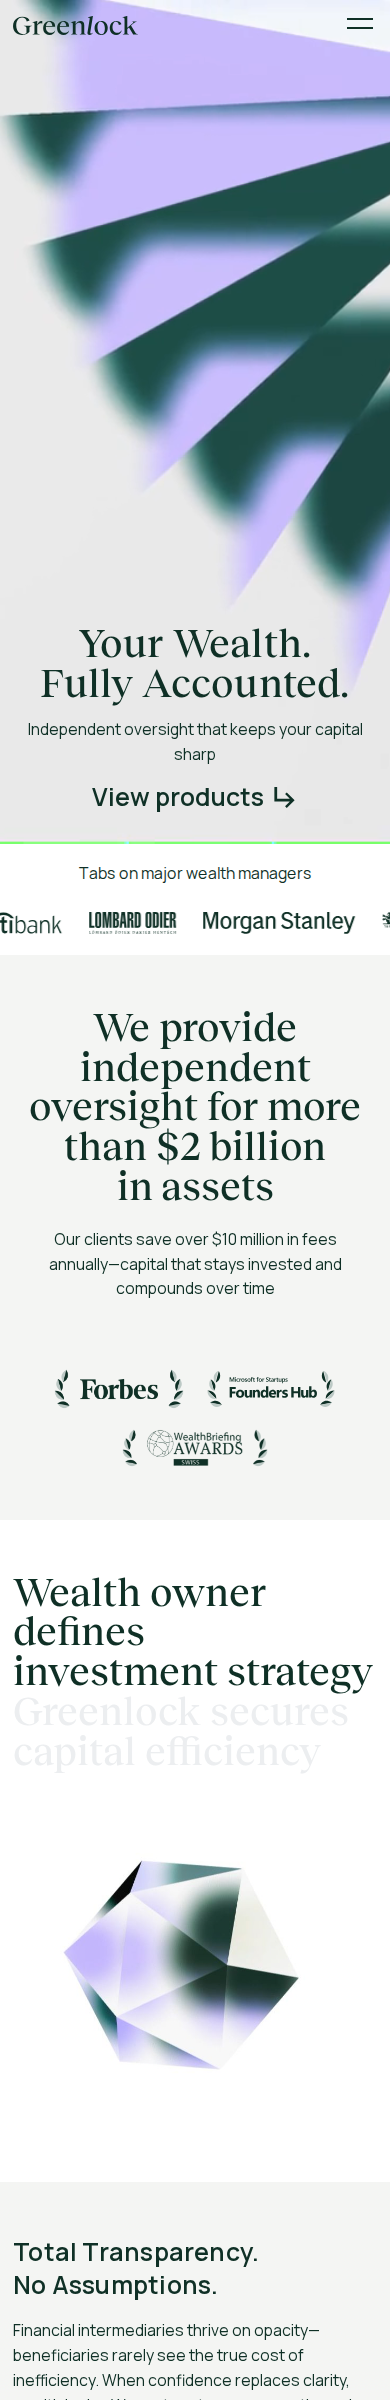 Greenlock
Your Wealth.
Fully Accounted.
Independent oversight that keeps your capital
sharp
View products
Tabs on major wealth managers
tibank LOMBARD ODIER Morgan Stanley
We provide
independent
oversight for more
than $2 billion
in assets
Our clients save over $10 million in fees
annually—capital that stays invested and
compounds over time
Forbes
Microsoft for Startups
Founders Hub
WealthBriefing
AWARDS
SWISS
Wealth owner
defines
investment strategy
Greenlock secures
capital efficiency
Total Transparency.
No Assumptions.
Financial intermediaries thrive on opacity—
beneficiaries rarely see the true cost of
inefficiency. When confidence replaces clarity,